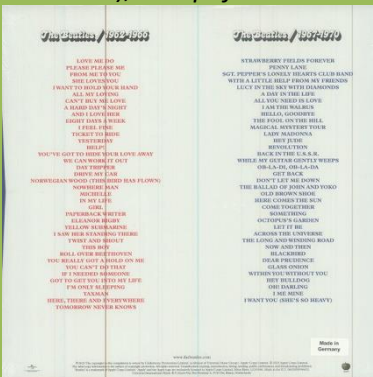 The Beatles / 1962-1966
LOVE ME DO
PLEASE PLEASE ME
FROM ME TO YOU
SHE LOVES YOU
I WANT TO HOLD YOUR HAND
ALL MY LOVING
CAN'T BUY ME LOVE
A HARD DAY'S NIGHT
AND I LOVE HER
EIGHT DAYS A WEEK
I FEEL FINE
TICKET TO RIDE
YESTERDAY
HELP!
YOU'VE GOT TO HIDE YOUR LOVE AWAY
WE CAN WORK IT OUT
DAY TRIPPER
DRIVE MY CAR
NORWEGIAN WOOD (THIS BIRD HAS FLOWN)
NOWHERE MAN
MICHELLE
IN MY LIFE
GIRL
PAPERBACK WRITER
ELEANOR RIGBY
YELLOW SUBMARINE
I SAW HER STANDING THERE
TWIST AND SHOUT
THIS BOY
ROLL OVER BEETHOVEN
YOU REALLY GOT A HOLD ON ME
YOU CAN'T DO THAT
IF I NEEDED SOMEONE
GOT TO GET YOU INTO MY LIFE
I'M ONLY SLEEPING
TAXMAN
HERE, THERE AND EVERYWHERE
TOMORROW NEVER KNOWS
The Beatles / 1967-1970
STRAWBERRY FIELDS FOREVER
PENNY LANE
SGT. PEPPER'S LONELY HEARTS CLUB BAND
WITH A LITTLE HELP FROM MY FRIENDS
LUCY IN THE SKY WITH DIAMONDS
A DAY IN THE LIFE
ALL YOU NEED IS LOVE
I AM THE WALRUS
HELLO, GOODBYE
THE FOOL ON THE HILL
MAGICAL MYSTERY TOUR
LADY MADONNA
HEY JUDE
REVOLUTION
BACK IN THE U.S.S.R.
WHILE MY GUITAR GENTLY WEEPS
OB-LA-DI, OB-LA-DA
GET BACK
DON'T LET ME DOWN
THE BALLAD OF JOHN AND YOKO
OLD BROWN SHOE
HERE COMES THE SUN
COME TOGETHER
SOMETHING
OCTOPUS'S GARDEN
LET IT BE
ACROSS THE UNIVERSE
THE LONG AND WINDING ROAD
NOW AND THEN
BLACKBIRD
DEAR PRUDENCE
GLASS ONION
WITHIN YOU WITHOUT YOU
HEY BULLDOG
OH! DARLING
I ME MINE
I WANT YOU (SHE'S SO HEAVY)
Made in
Germany
www.thebeatles.com